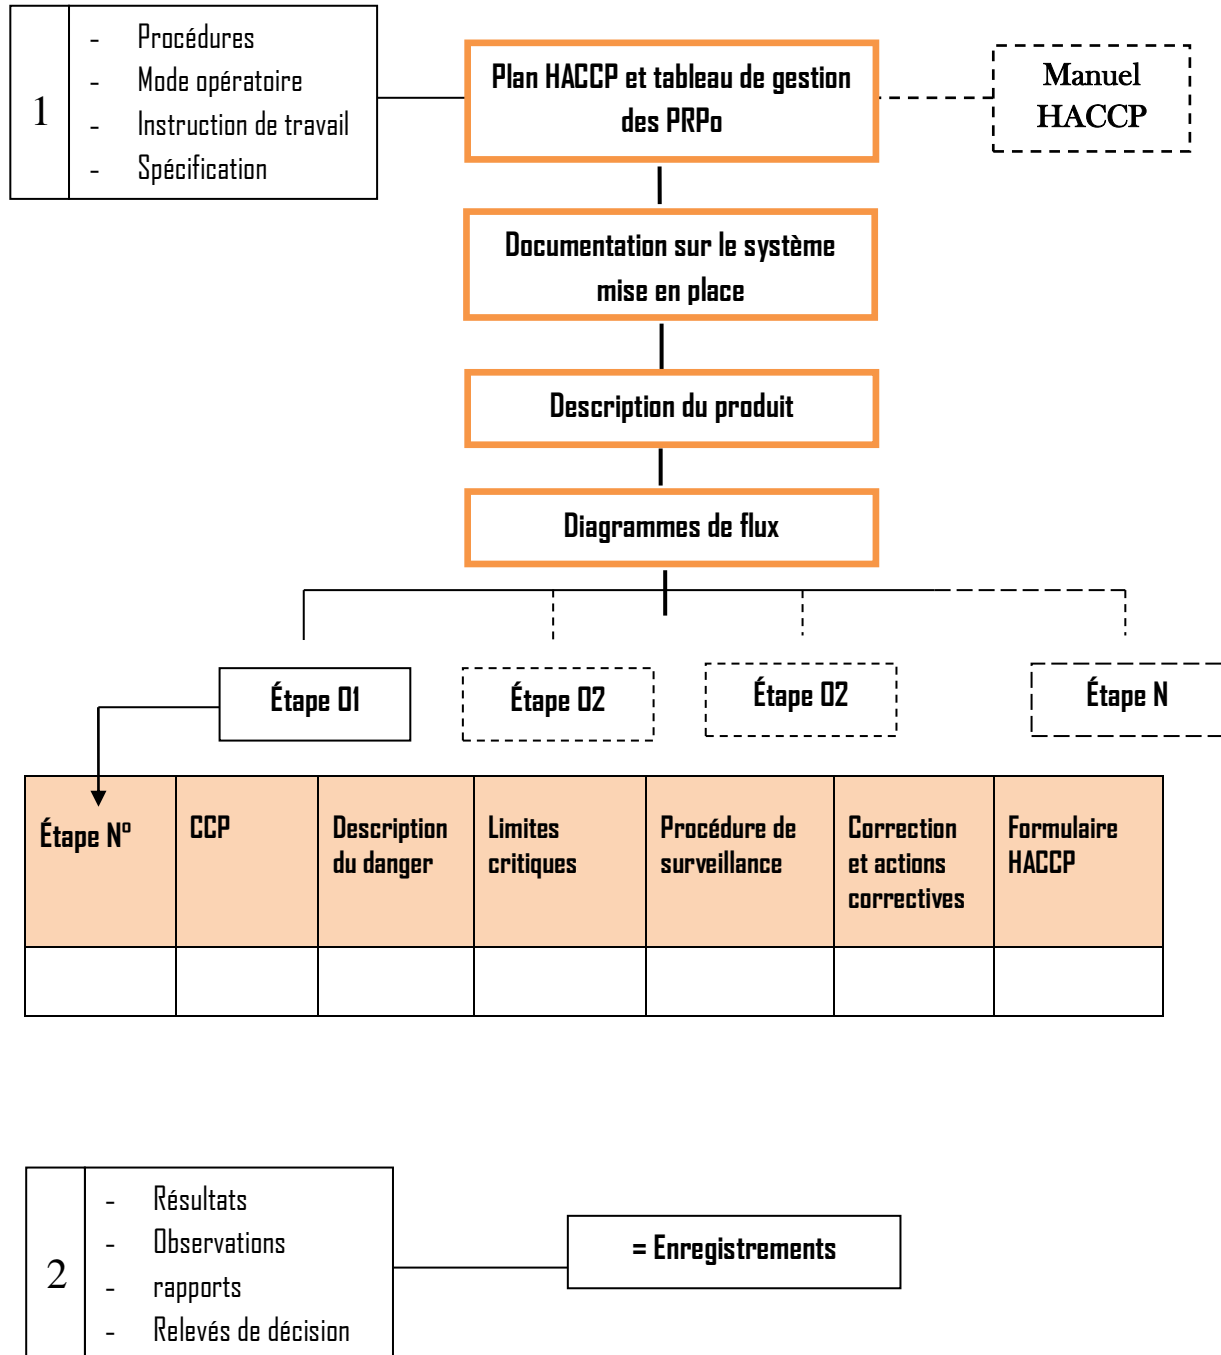 1
- Procédures
- Mode opératoire
- Instruction de travail
- Spécification
Plan HACCP et tableau de gestion
des PRPo
Manuel
HACCP
Documentation sur le système
mise en place
Description du produit
Diagrammes de flux
Étape 01
Étape 02
Étape 02
Étape N
Étape N°
CCP
Description
du danger
Limites
critiques
Procédure de
surveillance
Correction
et actions
correctives
Formulaire
HACCP
2
- Résultats
- Observations
- rapports
- Relevés de décision
= Enregistrements